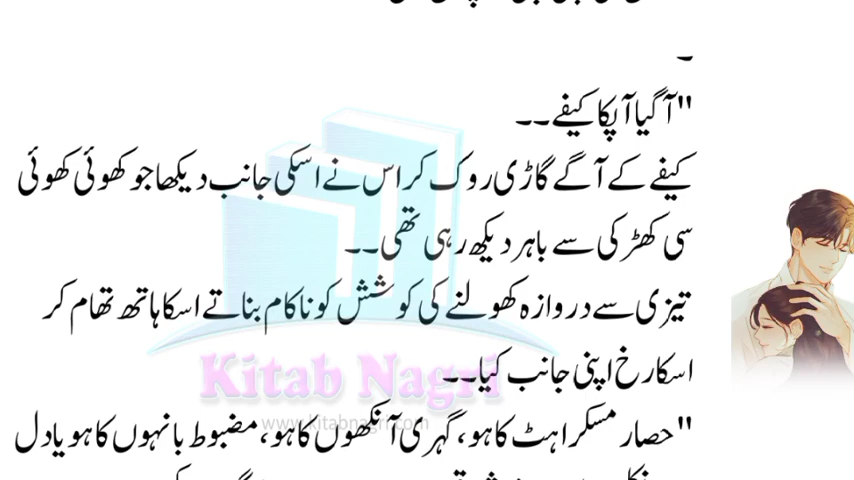 ۔
"آگیا آپکا کیفے۔۔
کیفے کے آگے گاڑی روک کر اس نے اسکی جانب دیکھا جو کھوئی کھوئی
سی کھڑکی سے باہر دیکھ رہی تھی۔۔
تیزی سے دروازہ کھولنے کی کوشش کو ناکام بناتے اسکا ہاتھ تھام کر
اسکا رخ اپنی جانب کیا۔۔
Kitab Nagri
www.kitabnagri.com
"حصار مسکراہٹ کا ہو، گہری آنکھوں کا ہو، مضبوط بانہوں کا ہو یا دل